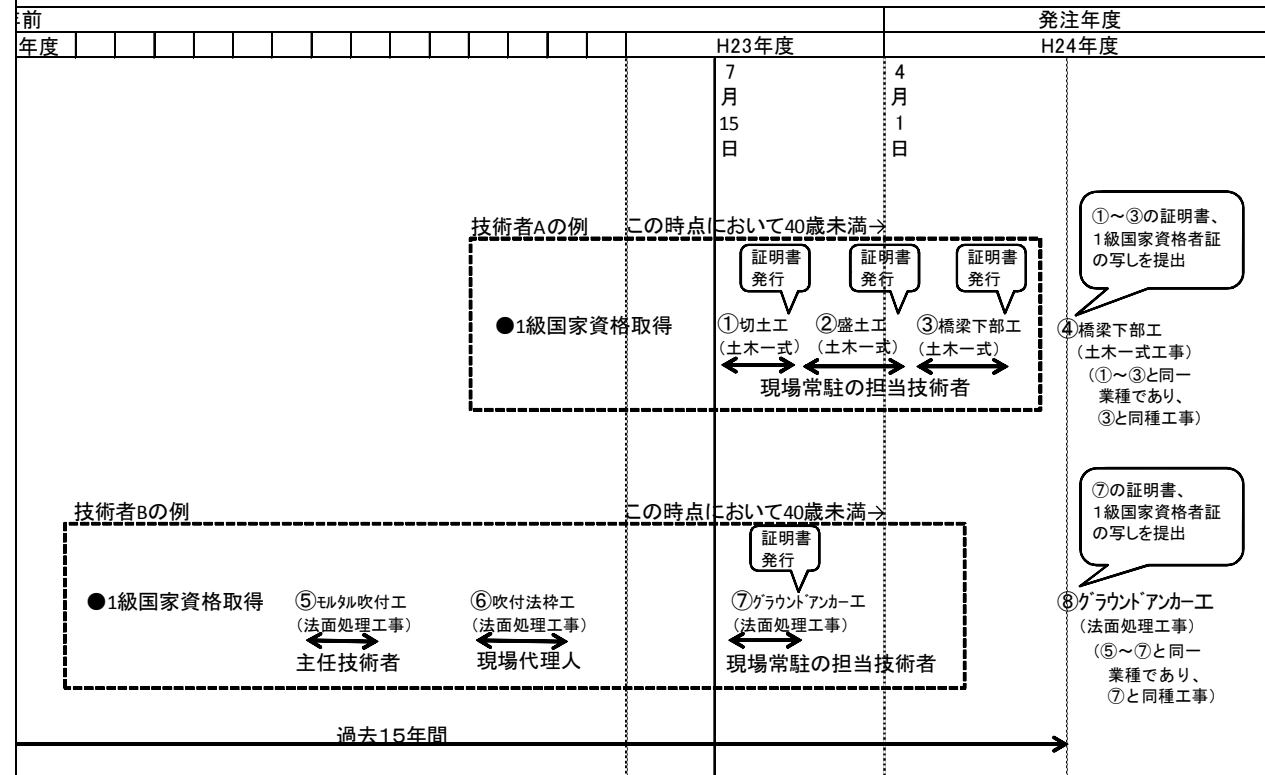 前
発注年度
年度
H23年度
H24年度
7
月
15
日
4
月
1
日
技術者Aの例
この時点において40歳未満→
証明書
発行
証明書
発行
証明書
発行
①～③の証明書、
1級国家資格者証
の写しを提出
●1級国家資格取得
①切土工
(土木一式)
②盛土工
(土木一式)
③橋梁下部工
(土木一式)
現場常駐の担当技術者
④橋梁下部工
(土木一式工事)
(①～③と同一
業種であり、
③と同種工事)
技術者Bの例
この時点において40歳未満→
証明書
発行
⑦の証明書、
1級国家資格者証
の写しを提出
●1級国家資格取得
⑤ﾓﾙﾀﾙ吹付工
(法面処理工事)
主任技術者
⑥吹付法枠工
(法面処理工事)
現場代理人
⑦ｸﾞﾗｳﾝﾄﾞｱﾝｶｰ工
(法面処理工事)
現場常駐の担当技術者
⑧ｸﾞﾗｳﾝﾄﾞｱﾝｶｰ工
(法面処理工事)
(⑤～⑦と同一
業種であり、
⑦と同種工事)
過去15年間